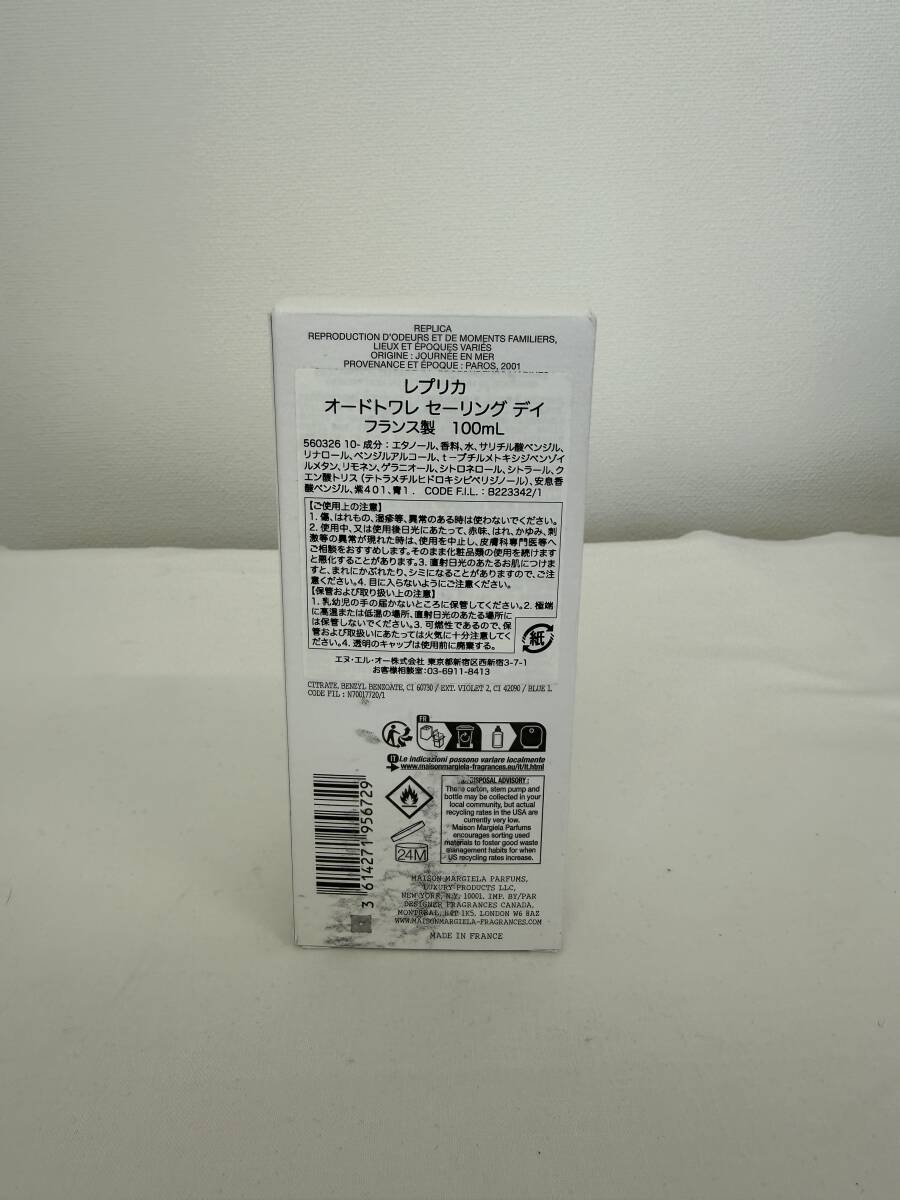 REPLICA
REPRODUCTION D'ODEURS ET DE MOMENTS FAMILIERS,
LIEUX ET ÉPOQUES VARIÉS
ORIGINE : JOURNÉE EN MER
PROVENANCE ET ÉPOQUE : PAROS, 2001
レプリカ
オードトワレ セーリング デイ
フランス製 100mL
560326 10- 成分：エタノール、香料、水、サリチル酸ベンジル、
リナロール、ベンジルアルコール、t－ブチルメトキシジベンゾイ
ルメタン、リモネン、ゲラニオール、シトロネロール、シトラール、ク
エン酸トリス（テトラメチルヒドロキシピペリジノール）、安息香
酸ベンジル、紫401、青1． CODE F.I.L. : B223342/1
【ご使用上の注意】
1. 傷、はれもの、湿疹等、異常のある時は使わないでください。
2. 使用中、又は使用後日光にあたって、赤味、はれ、かゆみ、刺
激等の異常が現れた時は、使用を中止し、皮膚科専門医等へ
ご相談をおすすめします。そのまま化粧品類の使用を続けます
と悪化することがあります。3. 直射日光のあたるお肌につけま
すと、まれにかぶれたり、シミになることがありますので、ご注
意ください。4. 目に入らないようにご注意ください。
【保管および取り扱い上の注意】
1. 乳幼児の手の届かないところに保管してください。2. 極端
に高温または低温の場所、直射日光のあたる場所に
は保管しないでください。3. 可燃性であるので、保
管および取扱いにあたっては火気に十分注意してく
ださい。4. 透明のキャップは使用前に廃棄する。
紙
エヌ・エル・オー株式会社 東京都新宿区西新宿3-7-1
お客様相談室：03-6911-8413
CITRATE, BENZYL BENZOATE, CI 60730 / EXT. VIOLET 2, CI 42090 / BLUE 1.
CODE FIL : N70017720/1
FR
IT Le indicazioni possono variare localmente
www.maisonmargiela-fragrances.eu/it/it.html
DISPOSAL ADVISORY :
These carton, stem pump and
bottle may be collected in your
local community, but actual
recycling rates in the USA are
currently very low.
Maison Margiela Parfums
encourages sorting used
materials to foster good waste
management habits for when
US recycling rates increase.
24M
3 614271 956729
MAISON MARGIELA PARFUMS,
LUXURY PRODUCTS LLC,
NEW YORK, N.Y. 10001. IMP. BY/PAR
DESIGNER FRAGRANCES CANADA,
MONTREAL, H4T 1K5. LONDON W6 8AZ
WWW.MAISONMARGIELA-FRAGRANCES.COM
MADE IN FRANCE